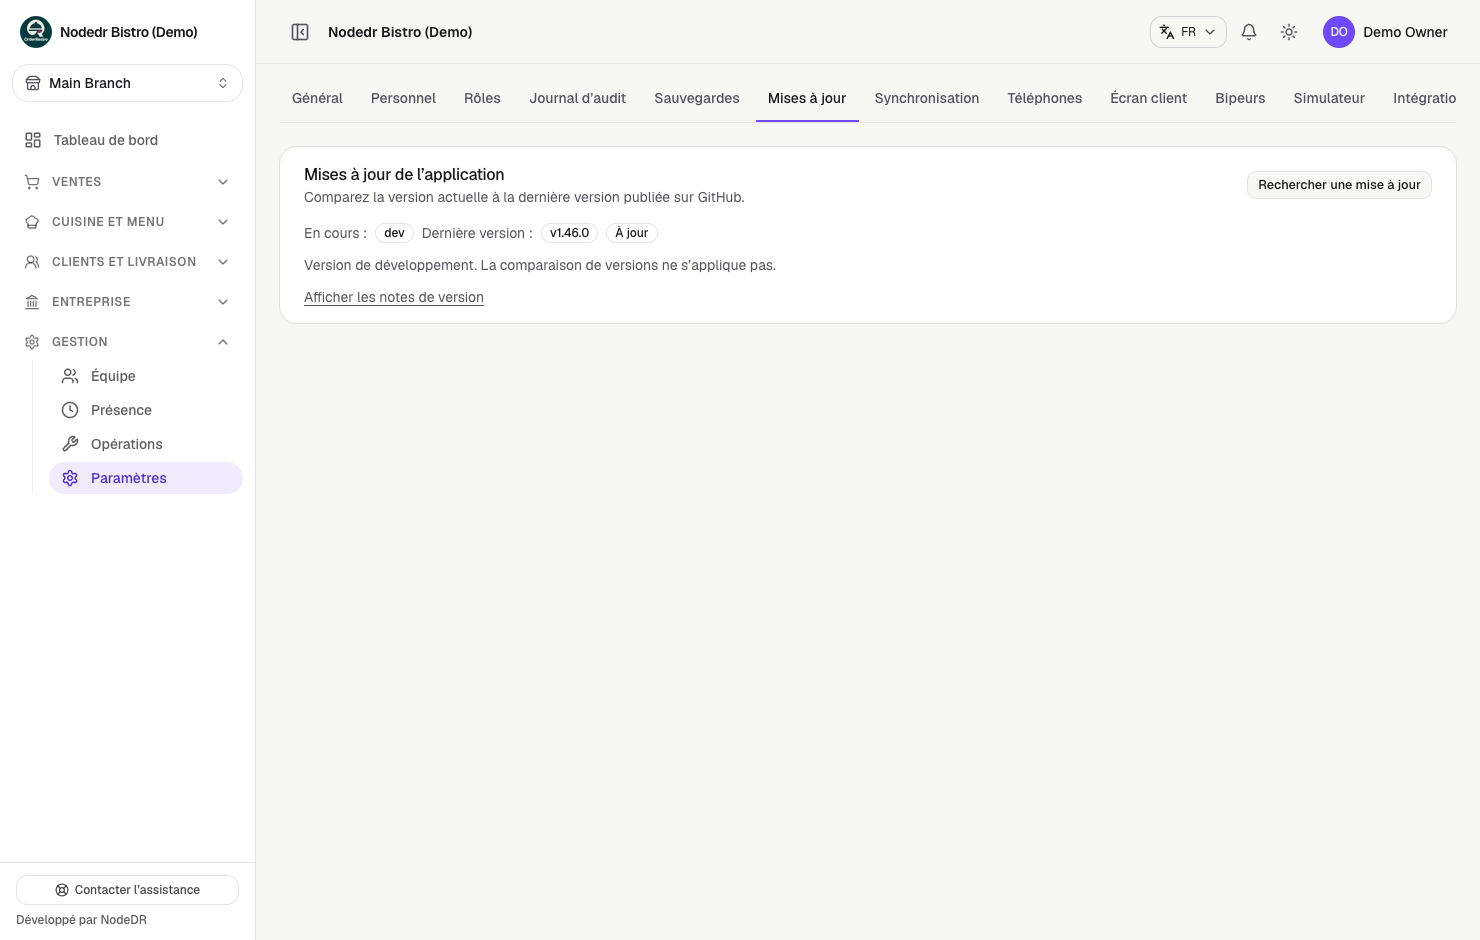 Nodedr Bistro (Demo)
Main Branch
Tableau de bord
VENTES
CUISINE ET MENU
CLIENTS ET LIVRAISON
ENTREPRISE
GESTION
Équipe
Présence
Opérations
Paramètres
Contacter l’assistance
Développé par NodeDR
Nodedr Bistro (Demo)
FR
DO
Demo Owner
Général Personnel Rôles Journal d’audit Sauvegardes Mises à jour Synchronisation Téléphones Écran client Bipeurs Simulateur Intégratio
Mises à jour de l’application
Comparez la version actuelle à la dernière version publiée sur GitHub.
Rechercher une mise à jour
En cours : dev Dernière version : v1.46.0 À jour
Version de développement. La comparaison de versions ne s’applique pas.
Afficher les notes de version